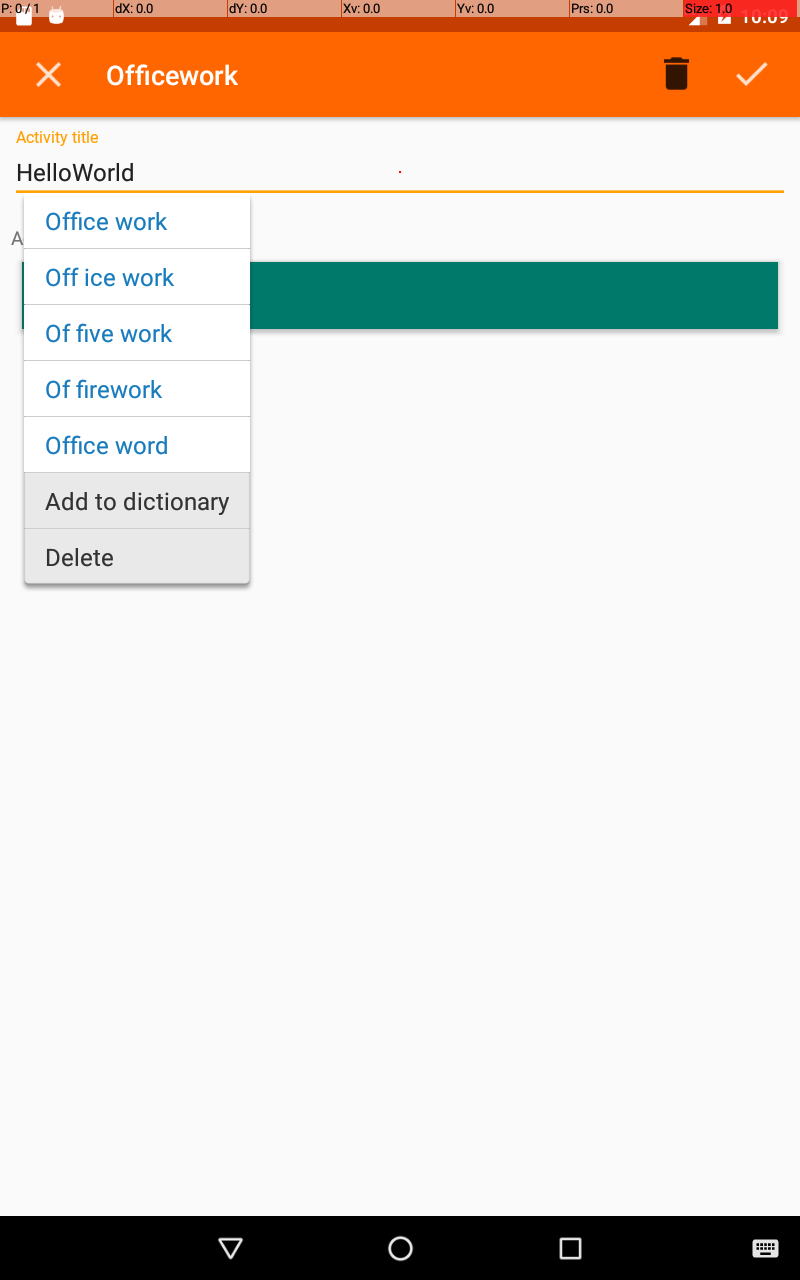 P: 0 / 1 dX: 0.0 dY: 0.0 Xv: 0.0 Yv: 0.0 Prs: 0.0 Size: 1.0
10:09
Officework
Activity title
HelloWorld
A
Office work
Off ice work
Of five work
Of firework
Office word
Add to dictionary
Delete